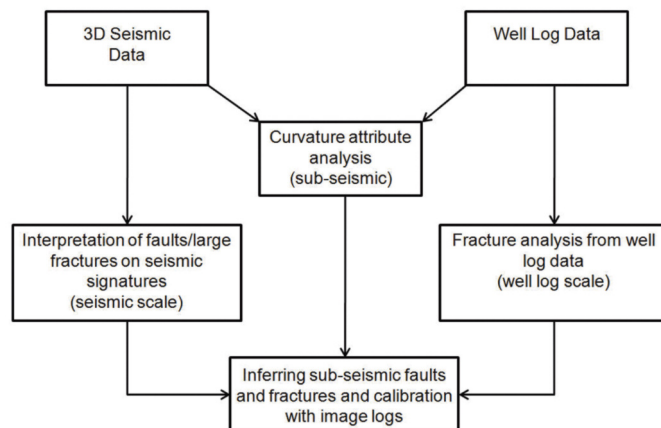 3D Seismic
Data
Well Log Data
Curvature attribute
analysis
(sub-seismic)
Interpretation of faults/large
fractures on seismic
signatures
(seismic scale)
Fracture analysis from well
log data
(well log scale)
Inferring sub-seismic faults
and fractures and calibration
with image logs